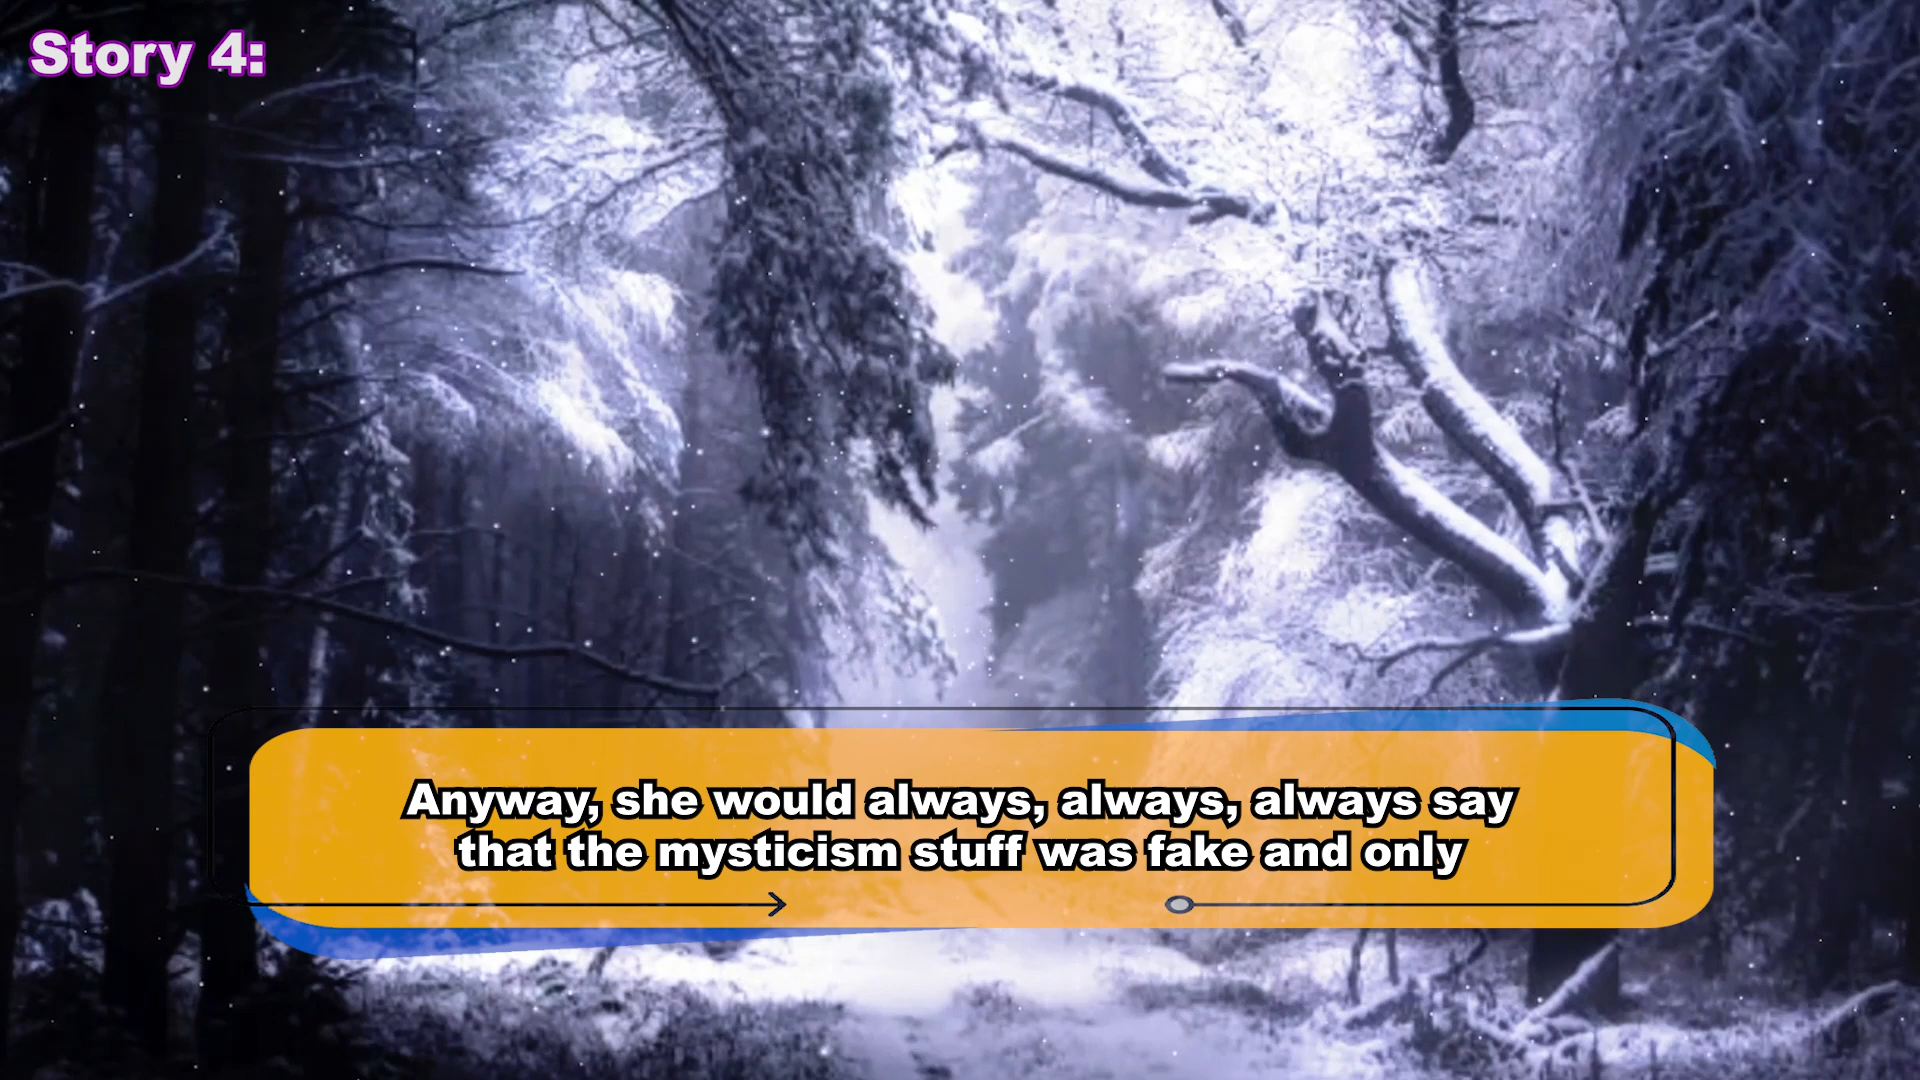 Story 4:
Anyway, she would always, always, always say
that the mysticism stuff was fake and only